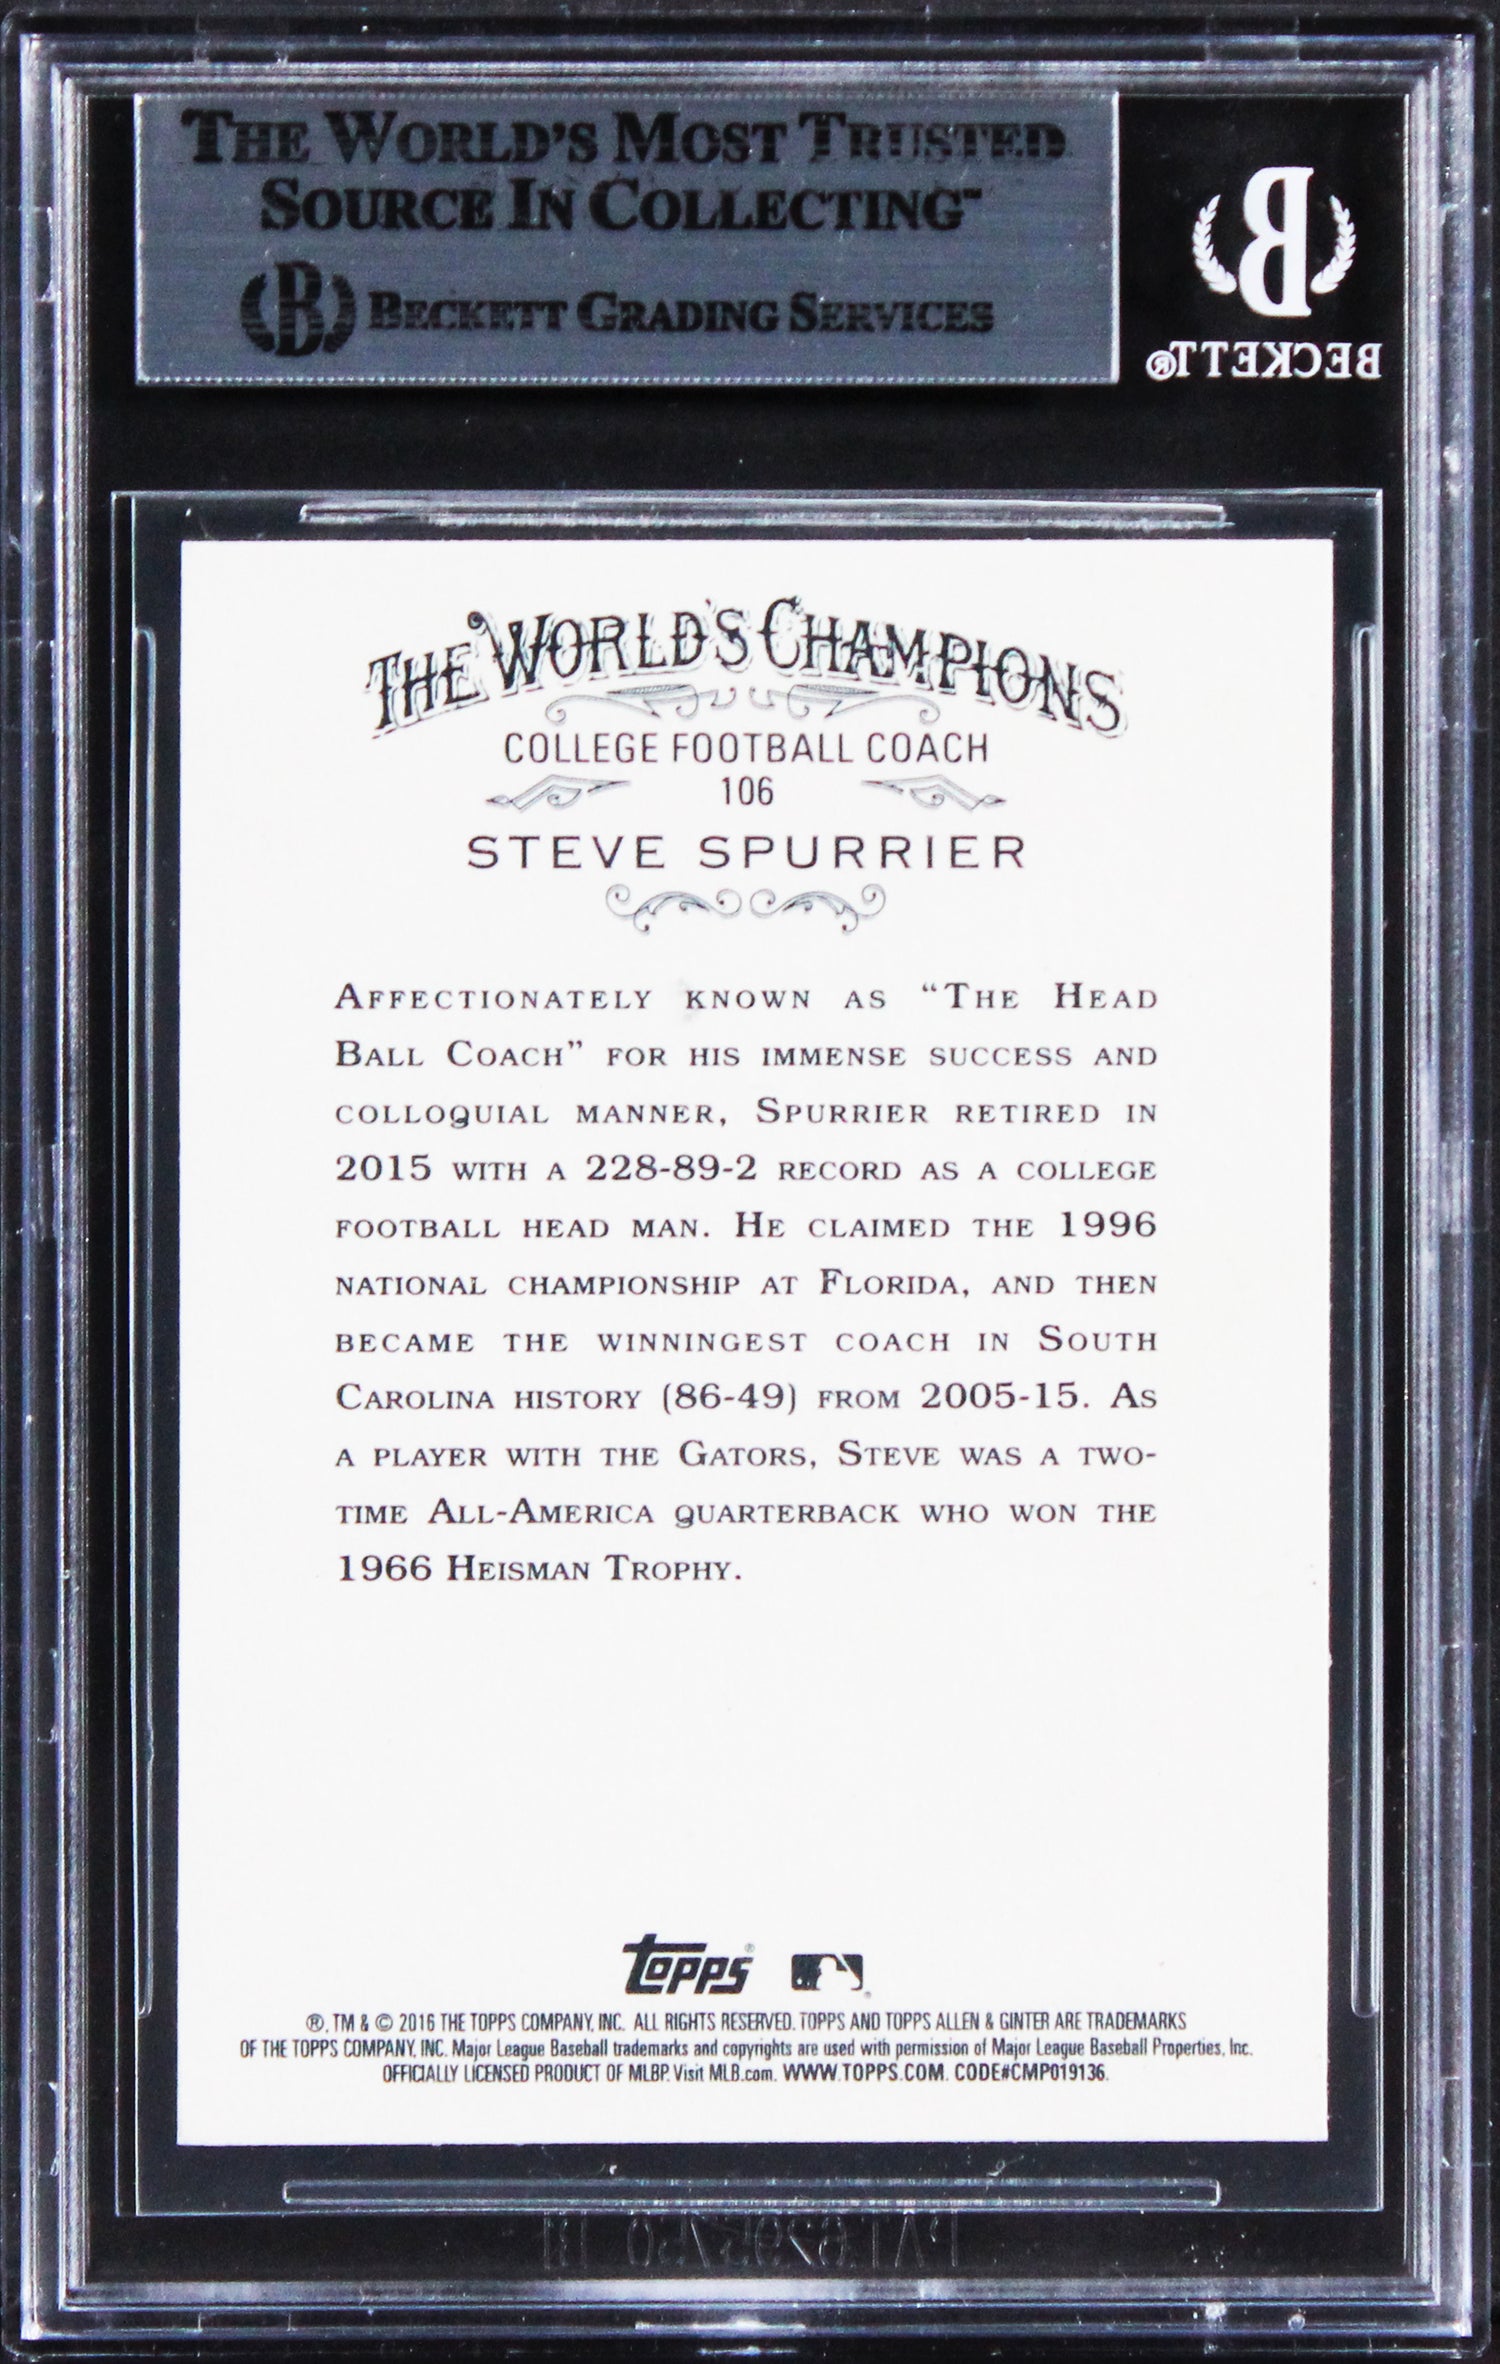 THE WORLD'S MOST TRUSTED
SOURCE IN COLLECTING™
B BECKETT GRADING SERVICES
B
BECKETT®
THE WORLD'S CHAMPIONS
COLLEGE FOOTBALL COACH
106
STEVE SPURRIER
AFFECTIONATELY KNOWN AS “THE HEAD
BALL COACH” FOR HIS IMMENSE SUCCESS AND
COLLOQUIAL MANNER, SPURRIER RETIRED IN
2015 WITH A 228-89-2 RECORD AS A COLLEGE
FOOTBALL HEAD MAN. HE CLAIMED THE 1996
NATIONAL CHAMPIONSHIP AT FLORIDA, AND THEN
BECAME THE WINNINGEST COACH IN SOUTH
CAROLINA HISTORY (86-49) FROM 2005-15. AS
A PLAYER WITH THE GATORS, STEVE WAS A TWO-
TIME ALL-AMERICA QUARTERBACK WHO WON THE
1966 HEISMAN TROPHY.
Topps®
®, TM & © 2016 THE TOPPS COMPANY, INC. ALL RIGHTS RESERVED. TOPPS AND TOPPS ALLEN & GINTER ARE TRADEMARKS
OF THE TOPPS COMPANY, INC. Major League Baseball trademarks and copyrights are used with permission of Major League Baseball Properties, Inc.
OFFICIALLY LICENSED PRODUCT OF MLBP. Visit MLB.com. WWW.TOPPS.COM. CODE#CMP019136.